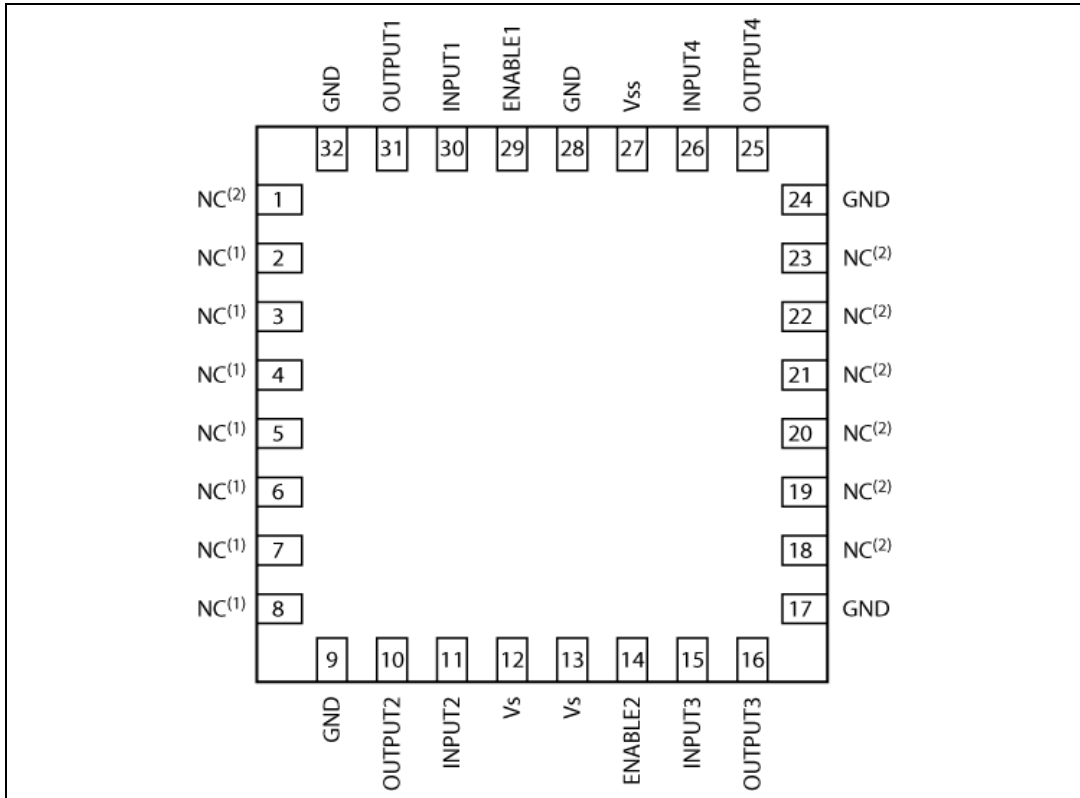 GND
OUTPUT1
INPUT1
ENABLE1
GND
Vss
INPUT4
OUTPUT4
32 31 30 29 28 27 26 25
NC(2) 1
24 GND
NC(1) 2
23 NC(2)
NC(1) 3
22 NC(2)
NC(1) 4
21 NC(2)
NC(1) 5
20 NC(2)
NC(1) 6
19 NC(2)
NC(1) 7
18 NC(2)
NC(1) 8
17 GND
9 10 11 12 13 14 15 16
GND
OUTPUT2
INPUT2
Vs
Vs
ENABLE2
INPUT3
OUTPUT3